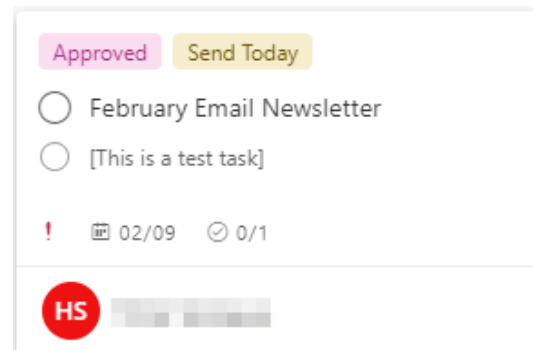 Approved Send Today
February Email Newsletter
[This is a test task]
! 02/09 0/1
HS